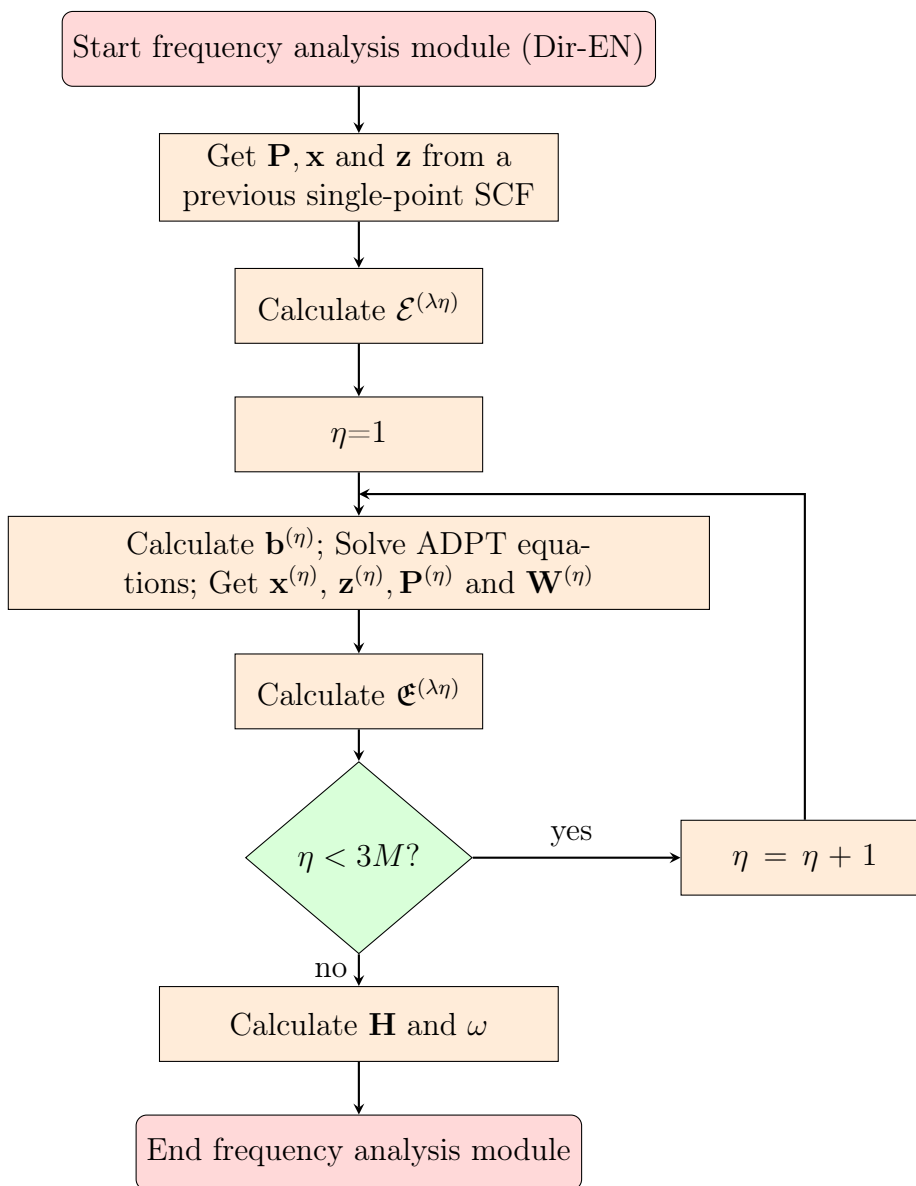 Start frequency analysis module (Dir-EN)
Get 𝐏, 𝐱 and 𝐳 from a
previous single-point SCF
Calculate ℰ^(λη)
η=1
Calculate 𝐛^(η); Solve ADPT equa-
tions; Get 𝐱^(η), 𝐳^(η), 𝐏^(η) and 𝐖^(η)
Calculate 𝕰^(λη)
η < 3M?
yes
η = η + 1
no
Calculate 𝐇 and ω
End frequency analysis module